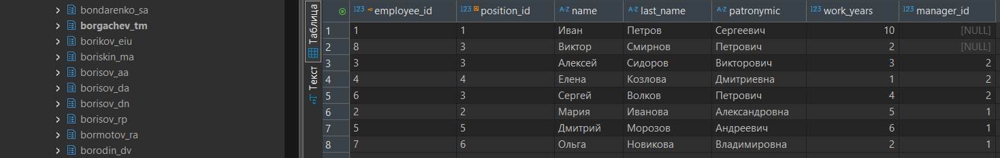 bondarenko_sa
borgachev_tm
borikov_eiu
boriskin_ma
borisov_aa
borisov_da
borisov_dn
borisov_rp
bormotov_ra
borodin_dv
Таблица
Текст
123 employee_id 123 position_id A-Z name A-Z last_name A-Z patronymic 123 work_years 123 manager_id
1 1 1 Иван Петров Сергеевич 10 [NULL]
2 8 3 Виктор Смирнов Петрович 2 [NULL]
3 3 3 Алексей Сидоров Викторович 3 2
4 4 4 Елена Козлова Дмитриевна 1 2
5 6 3 Сергей Волков Петрович 4 2
6 2 2 Мария Иванова Александровна 5 1
7 5 5 Дмитрий Морозов Андреевич 6 1
8 7 6 Ольга Новикова Владимировна 2 1